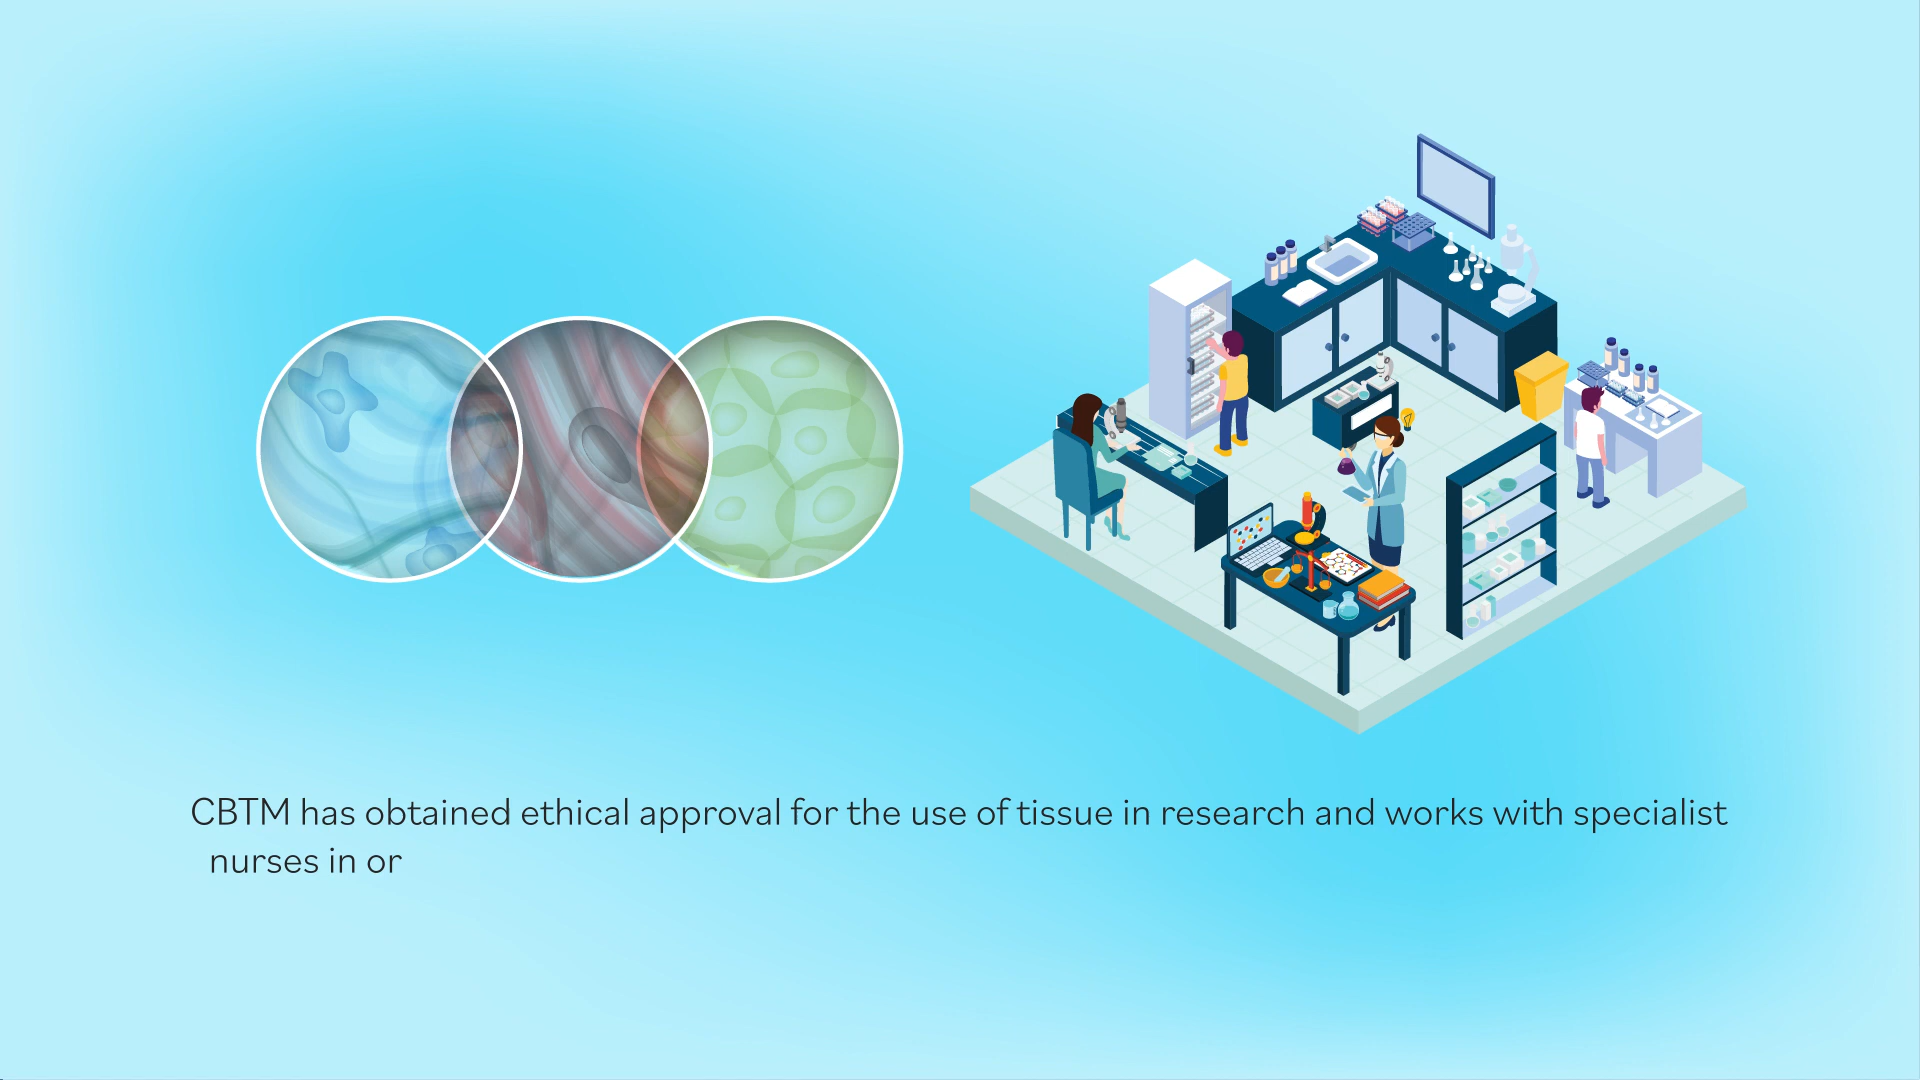 CBTM has obtained ethical approval for the use of tissue in research and works with specialist
nurses in or